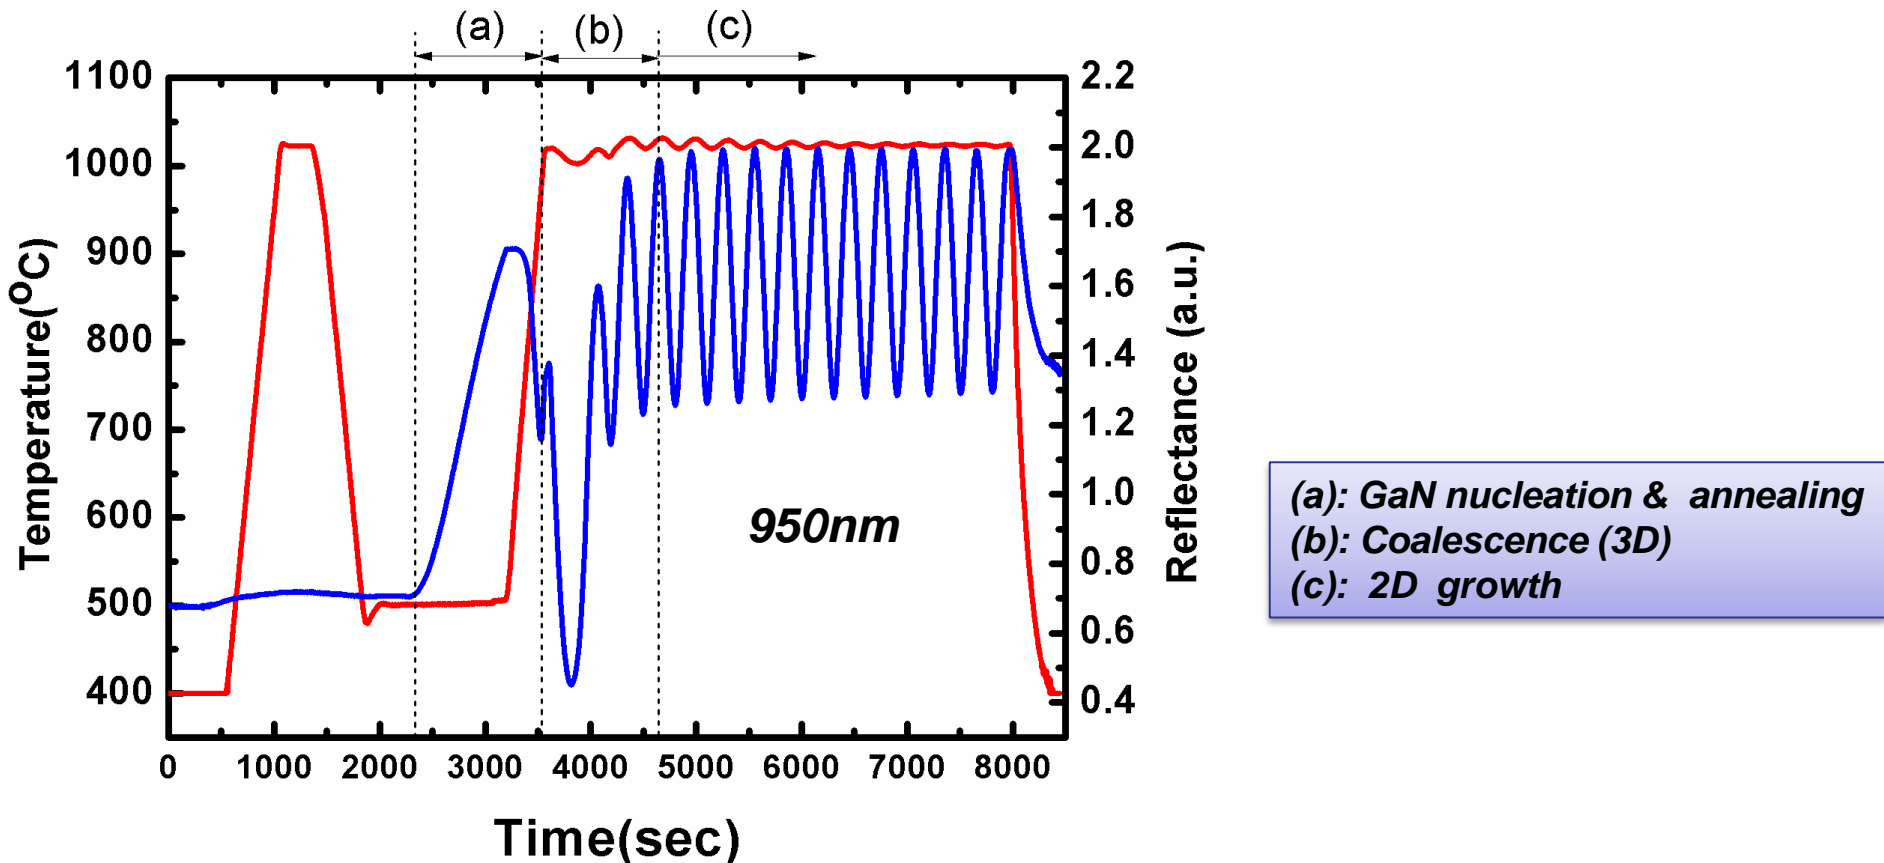 (a) (b) (c)
1100 2.2
1000 2.0
900 1.8
800 1.6
700 1.4
600 1.2
500 1.0
400 0.8
0.6
0.4
Temperature(ºC)
Reflectance (a.u.)
950nm
0 1000 2000 3000 4000 5000 6000 7000 8000
Time(sec)
(a): GaN nucleation & annealing
(b): Coalescence (3D)
(c): 2D growth